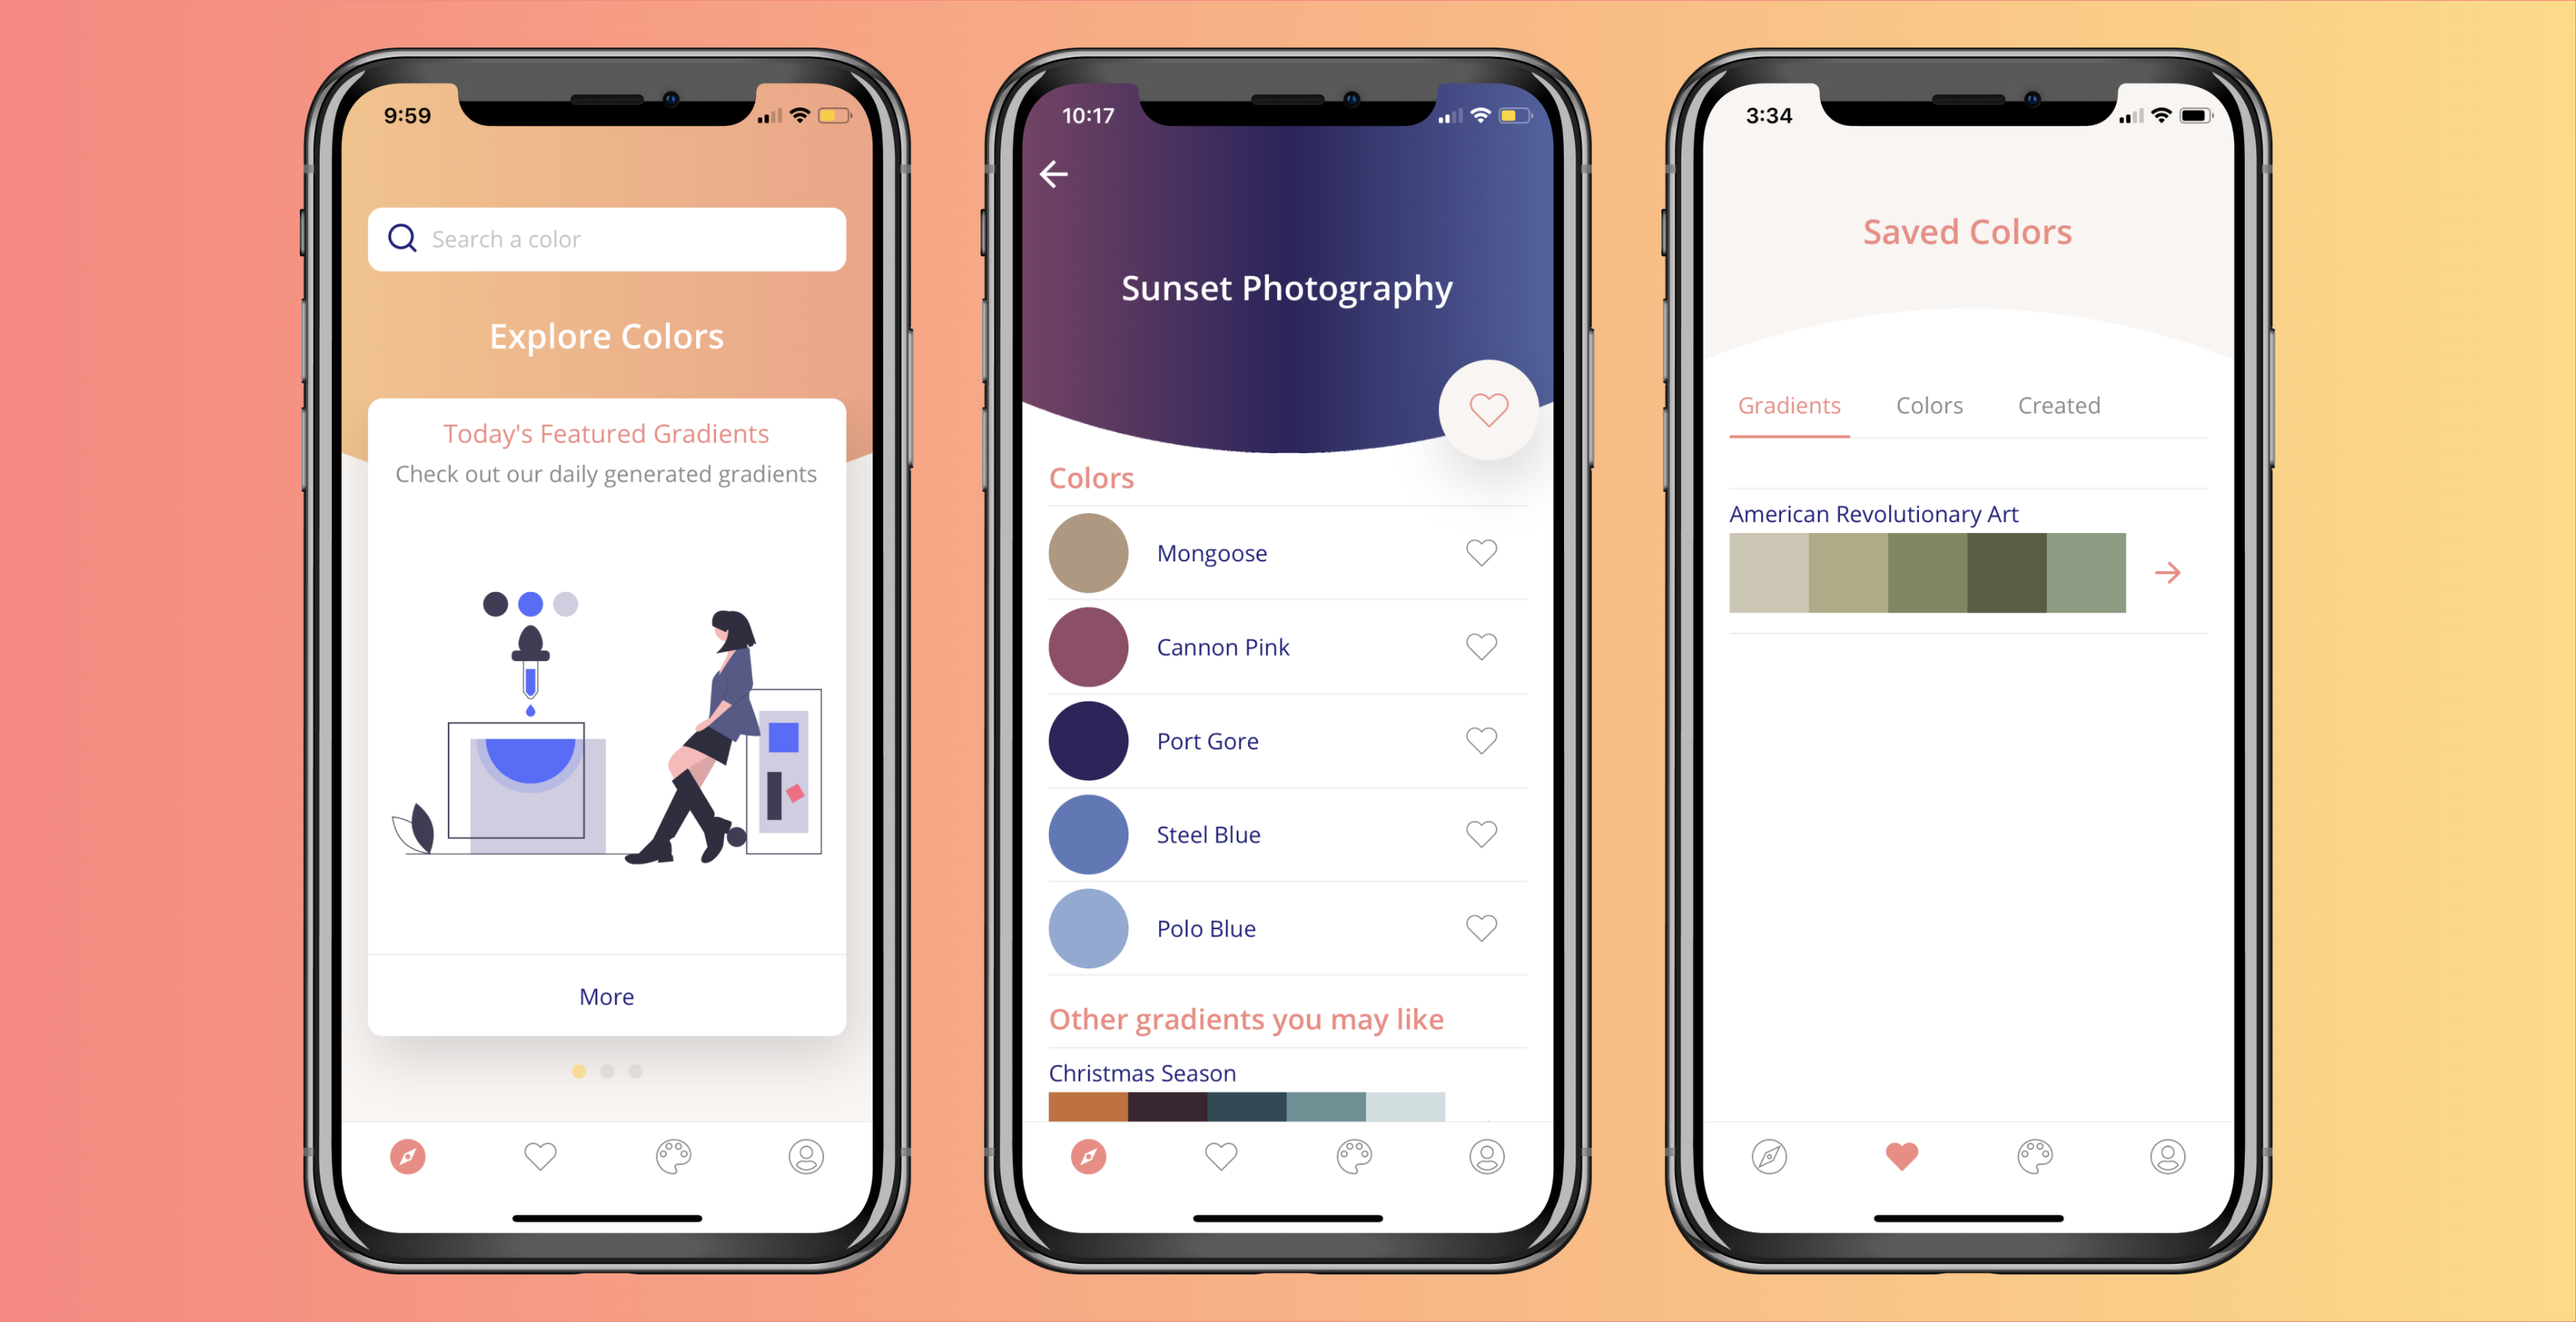 9:59
Search a color
Explore Colors
Today's Featured Gradients
Check out our daily generated gradients
More
10:17
Sunset Photography
Colors
Mongoose
Cannon Pink
Port Gore
Steel Blue
Polo Blue
Other gradients you may like
Christmas Season
3:34
Saved Colors
Gradients Colors Created
American Revolutionary Art